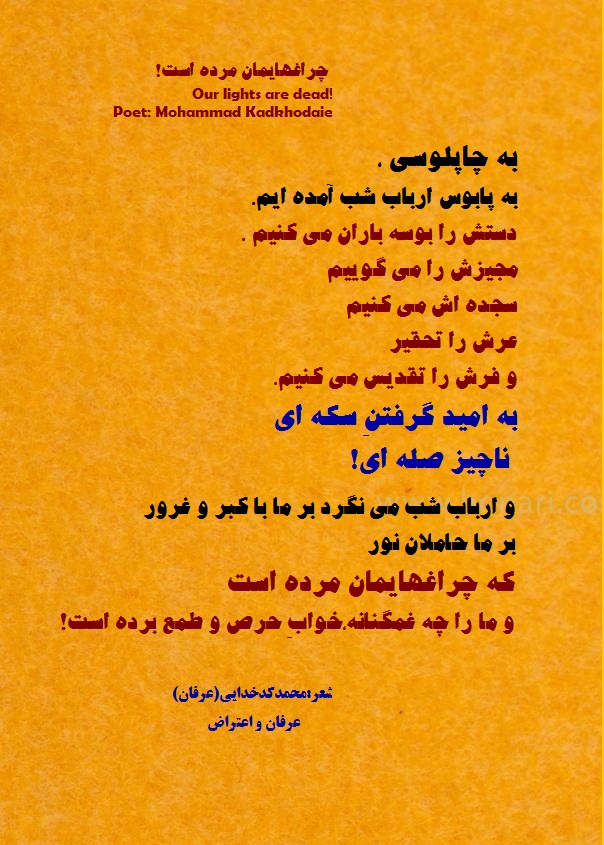 چراغهایمان مرده است!
Our lights are dead!
Poet: Mohammad Kadkhodaie
به چاپلوسی ،
به پابوس ارباب شب آمده ایم.
دستش را بوسه باران می کنیم .
مجیزش را می گوییم
سجده اش می کنیم
عرش را تحقیر
و فرش را تقدیس می کنیم.
به امید گرفتنِ سکه ای
ناچیز صله ای!
و ارباب شب می نگرد بر ما با کبر و غرور
بر ما حاملان نور
که چراغهایمان مرده است
و ما را چه غمگنانه،خوابِ حرص و طمع برده است!
شعر:محمدکدخدایی(عرفان)
عرفان و اعتراض